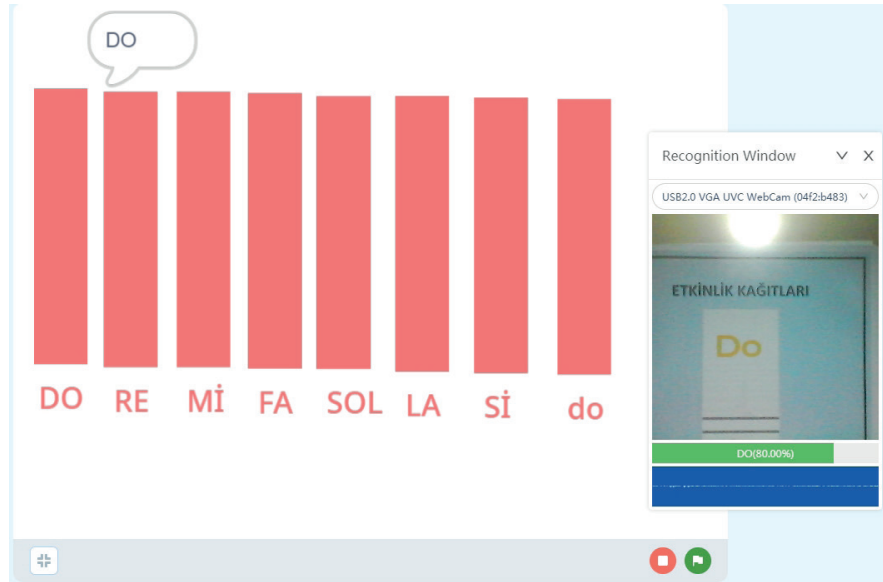 DO
DO RE Mİ FA SOL LA Sİ do
Recognition Window
USB2.0 VGA UVC WebCam (04f2:b483)
ETKİNLİK KAĞITLARI
Do
DO(80.00%)